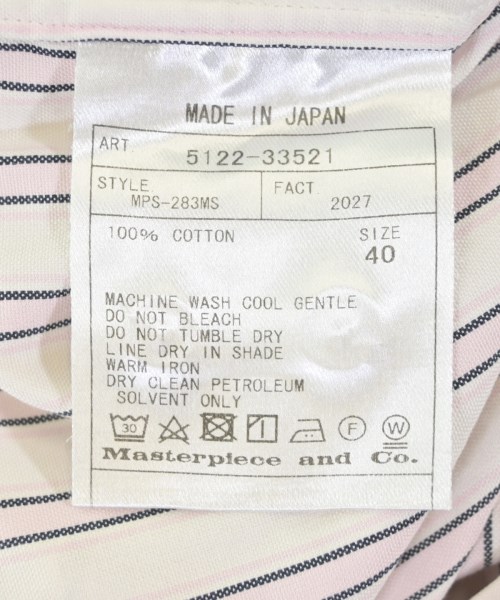 MADE IN JAPAN
ART
5122-33521
STYLE
MPS-283MS
FACT
2027
100% COTTON
SIZE
40
MACHINE WASH COOL GENTLE
DO NOT BLEACH
DO NOT TUMBLE DRY
LINE DRY IN SHADE
WARM IRON
DRY CLEAN PETROLEUM
SOLVENT ONLY
30 F W
Masterpiece and Co.